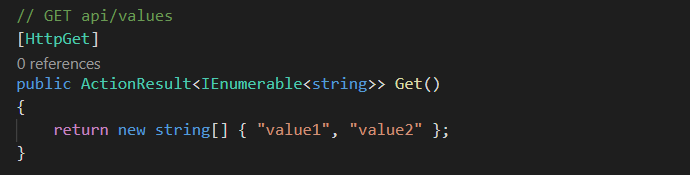 // GET api/values
[HttpGet]
0 references
public ActionResult<IEnumerable<string>> Get()
{
    return new string[] { "value1", "value2" };
}